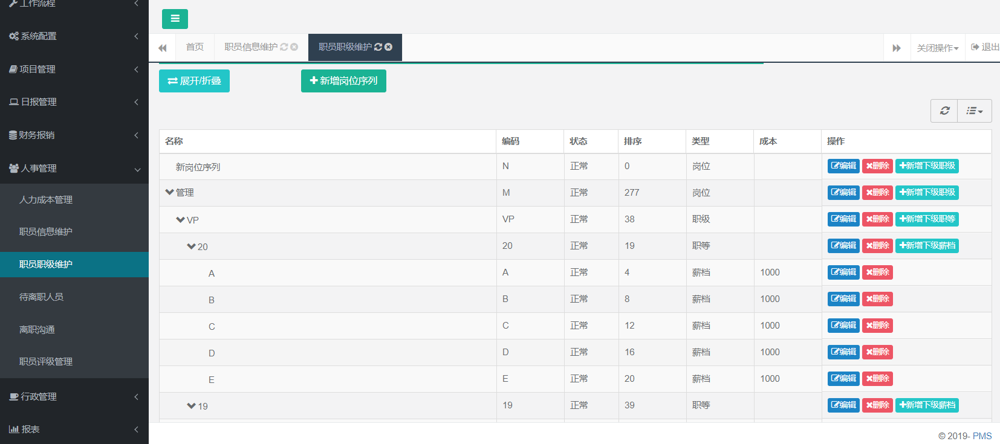 工作流程
系统配置
项目管理
日报管理
财务报销
人事管理
人力成本管理
职员信息维护
职员职级维护
待离职人员
离职沟通
职员评级管理
行政管理
报表
首页 职员信息维护 职员职级维护 关闭操作 退出
展开/折叠 新增岗位序列
名称 编码 状态 排序 类型 成本 操作
新岗位序列 N 正常 0 岗位 编辑 删除 新增下级职级
管理 M 正常 277 岗位 编辑 删除 新增下级职级
VP VP 正常 38 职级 编辑 删除 新增下级职等
20 20 正常 19 职等 编辑 删除 新增下级薪档
A A 正常 4 薪档 1000 编辑 删除
B B 正常 8 薪档 1000 编辑 删除
C C 正常 12 薪档 1000 编辑 删除
D D 正常 16 薪档 1000 编辑 删除
E E 正常 20 薪档 1000 编辑 删除
19 19 正常 39 职等 编辑 删除 新增下级薪档
© 2019- PMS